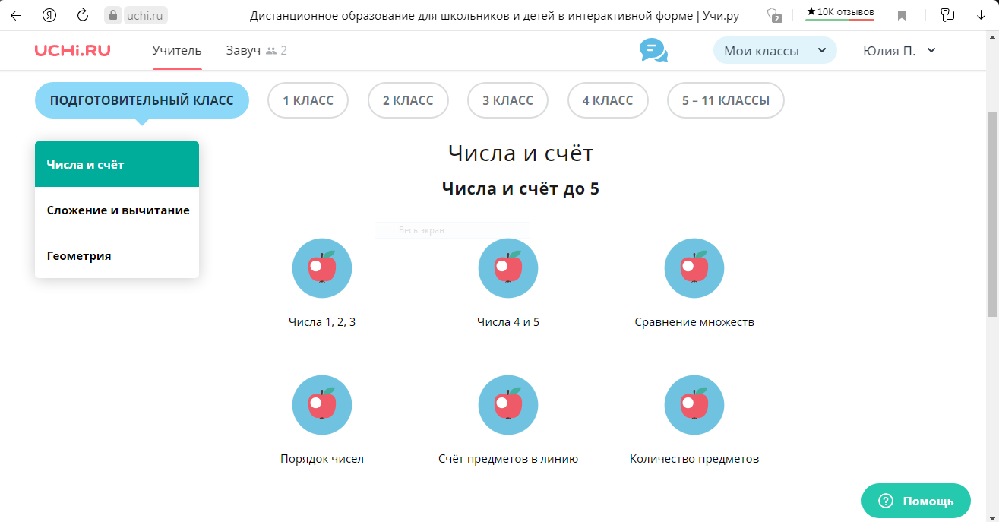 uchi.ru
Дистанционное образование для школьников и детей в интерактивной форме | Учи.ру
2
★10К отзывов
UCHi.RU
Учитель
Завуч 2
Мои классы
Юлия П.
ПОДГОТОВИТЕЛЬНЫЙ КЛАСС
1 КЛАСС
2 КЛАСС
3 КЛАСС
4 КЛАСС
5 – 11 КЛАССЫ
Числа и счёт
Сложение и вычитание
Геометрия
Числа и счёт
Числа и счёт до 5
Весь экран
Числа 1, 2, 3
Числа 4 и 5
Сравнение множеств
Порядок чисел
Счёт предметов в линию
Количество предметов
? Помощь